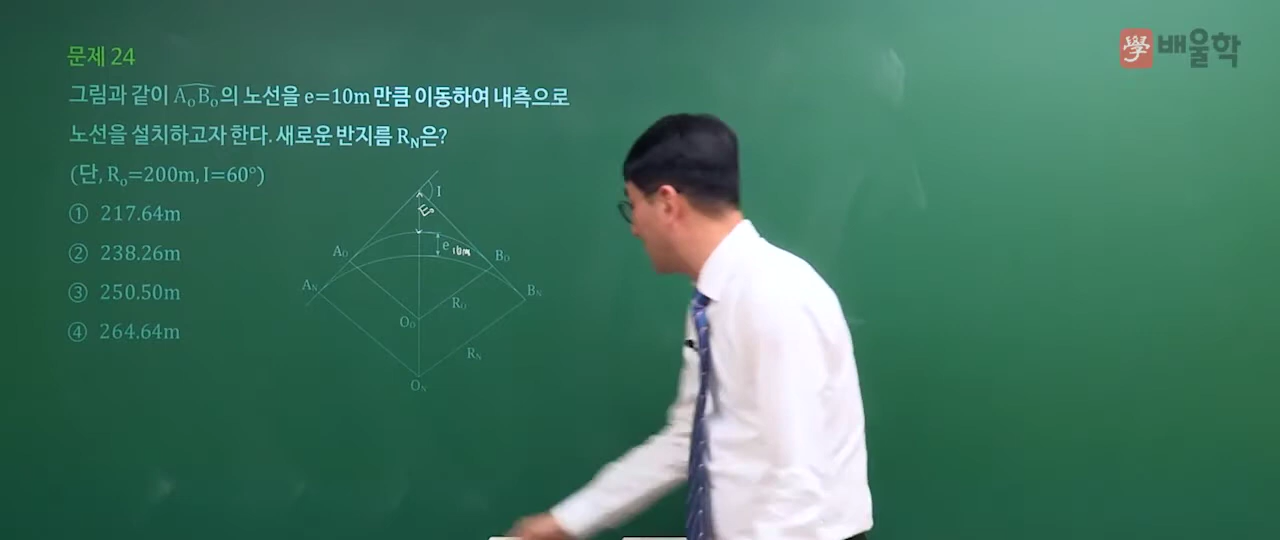 學 배울학
문제 24
그림과 같이 A₀B₀의 노선을 e=10m 만큼 이동하여 내측으로
노선을 설치하고자 한다. 새로운 반지름 R_N은?
(단, R₀=200m, I=60°)
① 217.64m
② 238.26m
③ 250.50m
④ 264.64m
I
E₀
A₀
e 10m
B₀
A_N
B_N
R₀
O₀
R_N
O_N